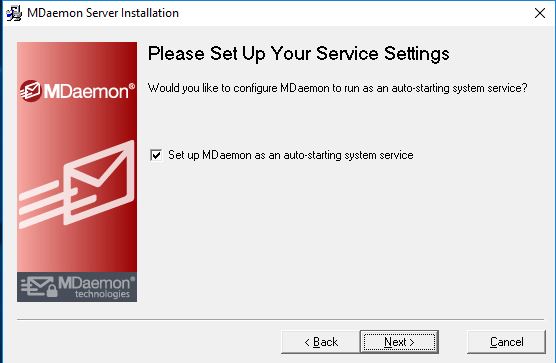 MDaemon Server Installation
Please Set Up Your Service Settings
MDaemon®
Would you like to configure MDaemon to run as an auto-starting system service?
Set up MDaemon as an auto-starting system service
MDaemon®
technologies
< Back
Next >
Cancel